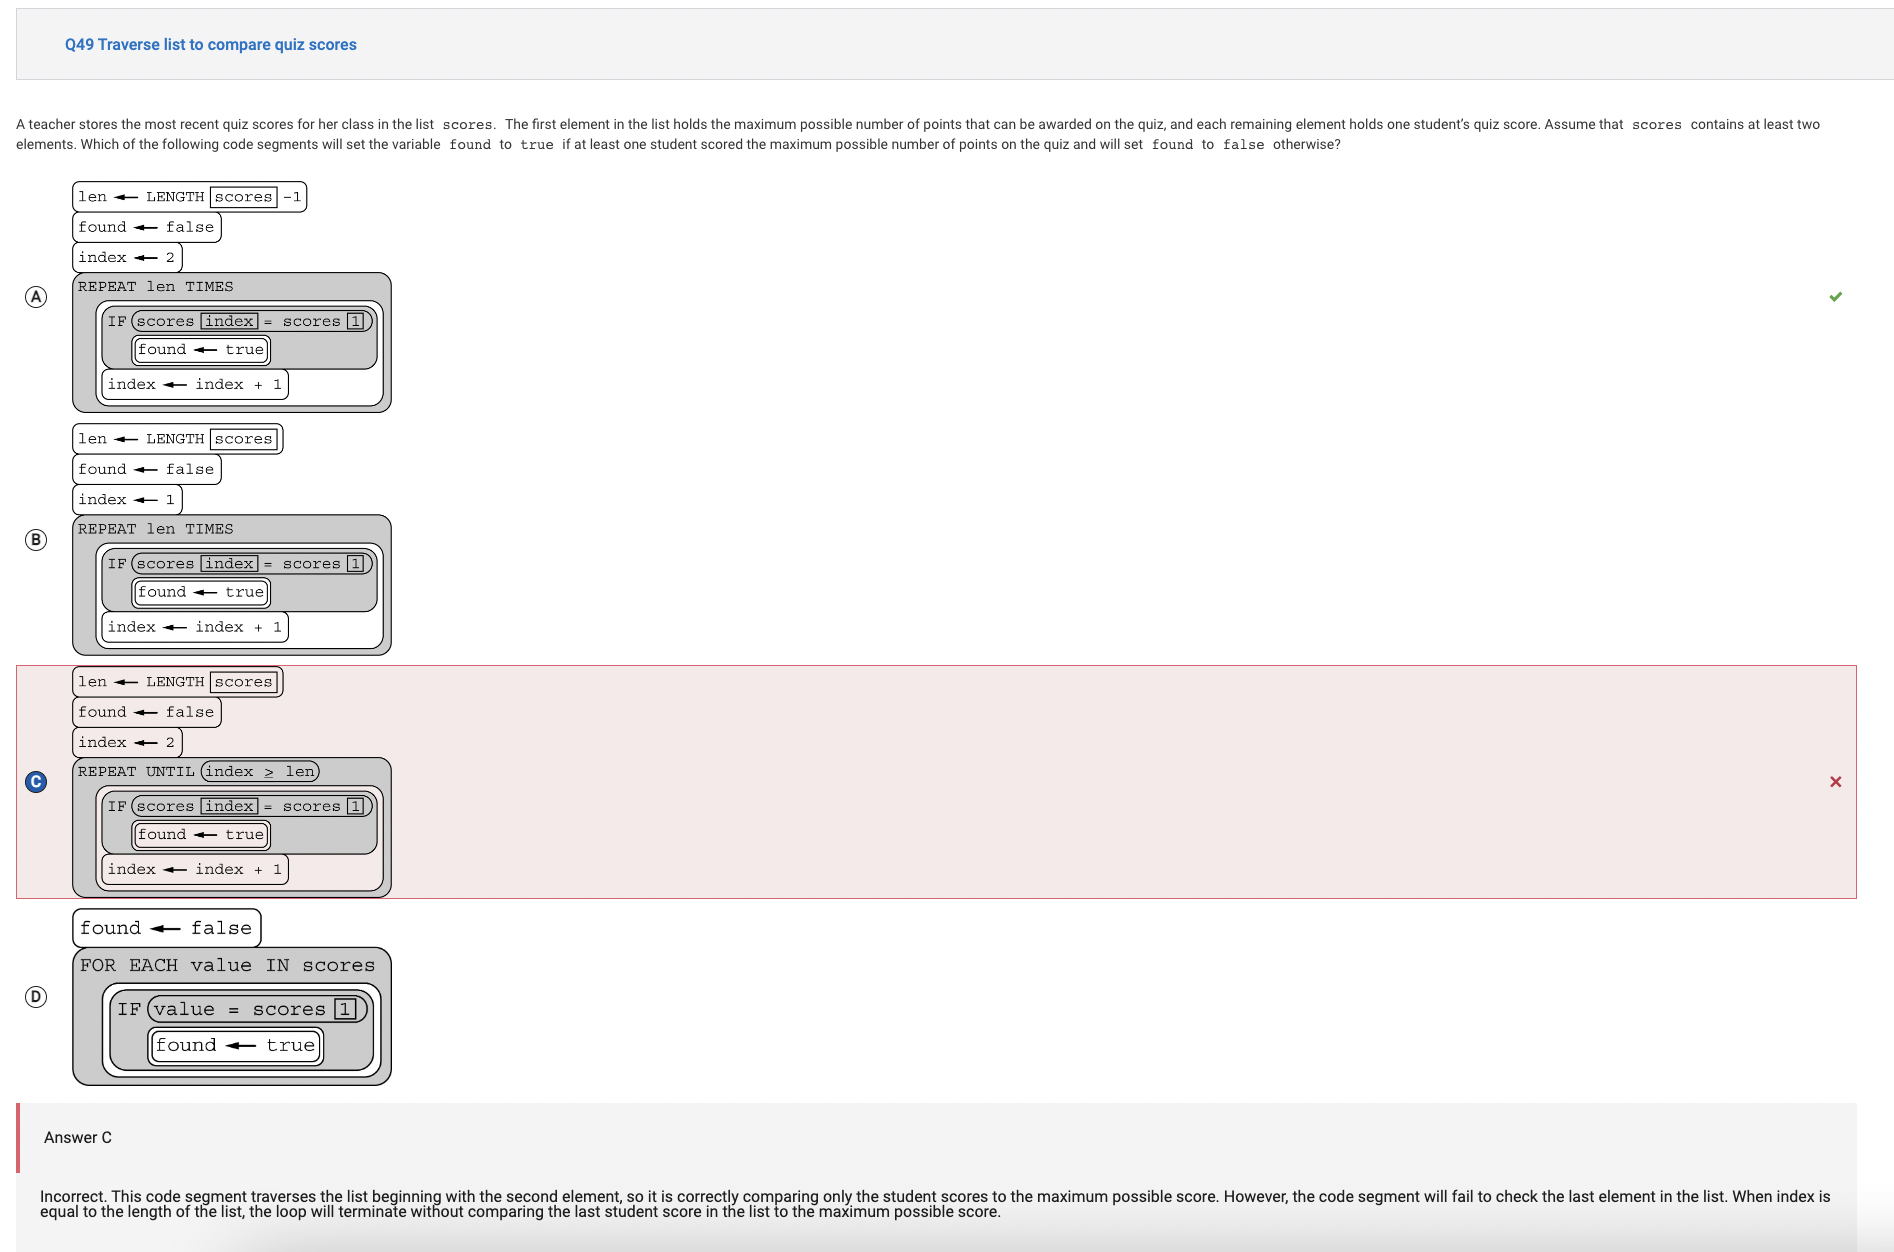 Q49 Traverse list to compare quiz scores
A teacher stores the most recent quiz scores for her class in the list scores. The first element in the list holds the maximum possible number of points that can be awarded on the quiz, and each remaining element holds one student's quiz score. Assume that scores contains at least two
elements. Which of the following code segments will set the variable found to true if at least one student scored the maximum possible number of points on the quiz and will set found to false otherwise?
A
len ← LENGTH scores -1
found ← false
index ← 2
REPEAT len TIMES
IF scores index = scores 1
found ← true
index ← index + 1
B
len ← LENGTH scores
found ← false
index ← 1
REPEAT len TIMES
IF scores index = scores 1
found ← true
index ← index + 1
C
len ← LENGTH scores
found ← false
index ← 2
REPEAT UNTIL index ≥ len
IF scores index = scores 1
found ← true
index ← index + 1
D
found ← false
FOR EACH value IN scores
IF value = scores 1
found ← true
Answer C
Incorrect. This code segment traverses the list beginning with the second element, so it is correctly comparing only the student scores to the maximum possible score. However, the code segment will fail to check the last element in the list. When index is
equal to the length of the list, the loop will terminate without comparing the last student score in the list to the maximum possible score.